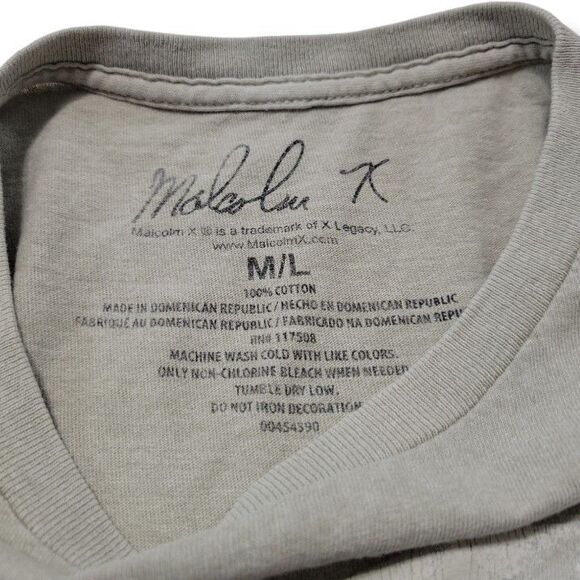 Malcolm X
Malcolm X ® is a trademark of X Legacy, LLC.
www.MalcolmX.com
M/L
100% COTTON
MADE IN DOMENICAN REPUBLIC / HECHO EN DOMENICAN REPUBLIC
FABRIQUÉ AU DOMENICAN REPUBLIC / FABRICADO NA DOMENICAN REPU
RN# 117508
MACHINE WASH COLD WITH LIKE COLORS.
ONLY NON-CHLORINE BLEACH WHEN NEEDED
TUMBLE DRY LOW.
DO NOT IRON DECORATION
00454390